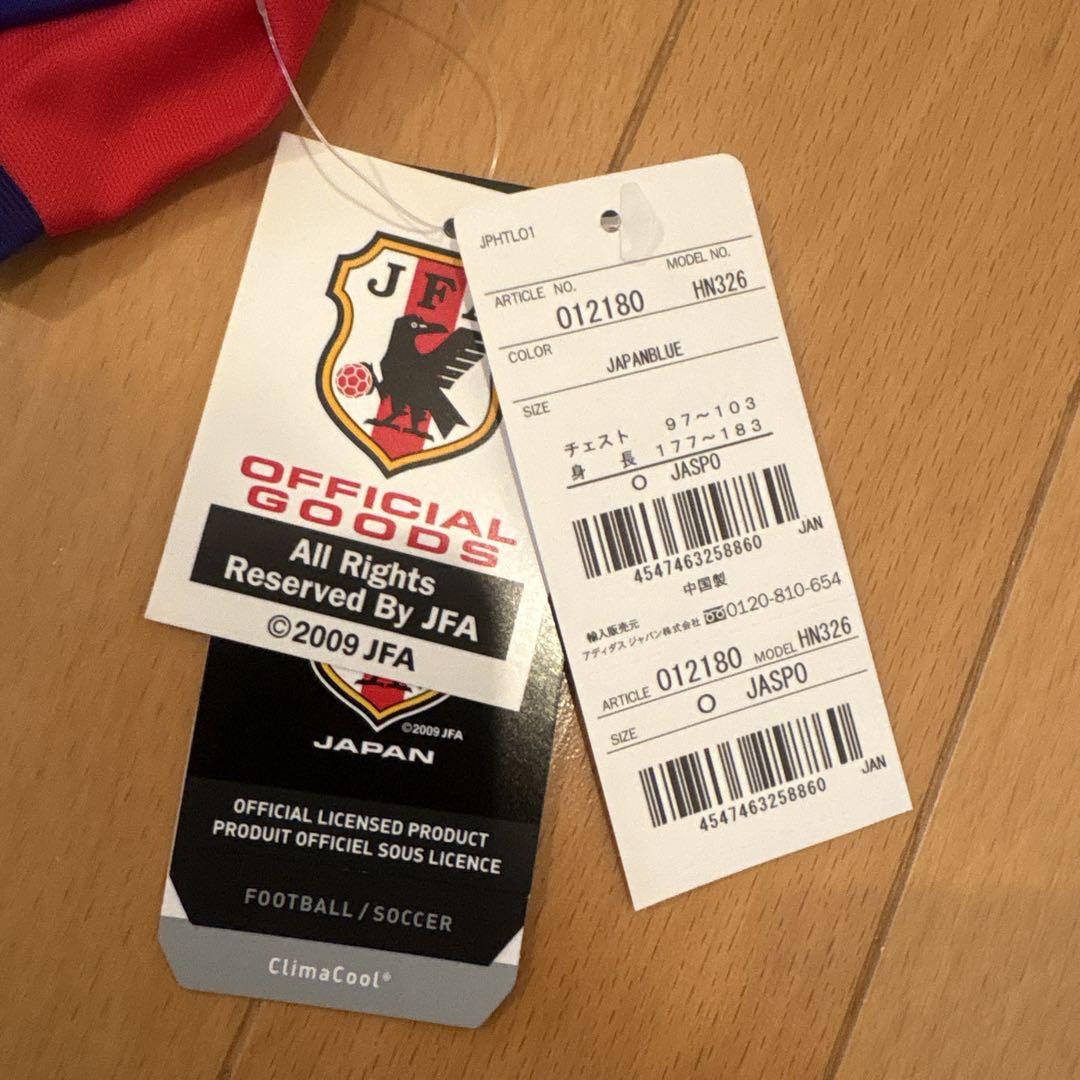 JFA
OFFICIAL
GOODS
All Rights
Reserved By JFA
©2009 JFA
©2009 JFA
JAPAN
OFFICIAL LICENSED PRODUCT
PRODUIT OFFICIEL SOUS LICENCE
FOOTBALL / SOCCER
ClimaCool®
JPHTL01
ARTICLE NO. MODEL NO.
012180 HN326
COLOR
JAPANBLUE
SIZE
チェスト 97～103
身 長 177～183
O JASPO
JAN
4547463258860
中国製
輸入販売元
アディダス ジャパン株式会社 0120-810-654
ARTICLE 012180 MODEL HN326
SIZE O JASPO
JAN
4547463258860